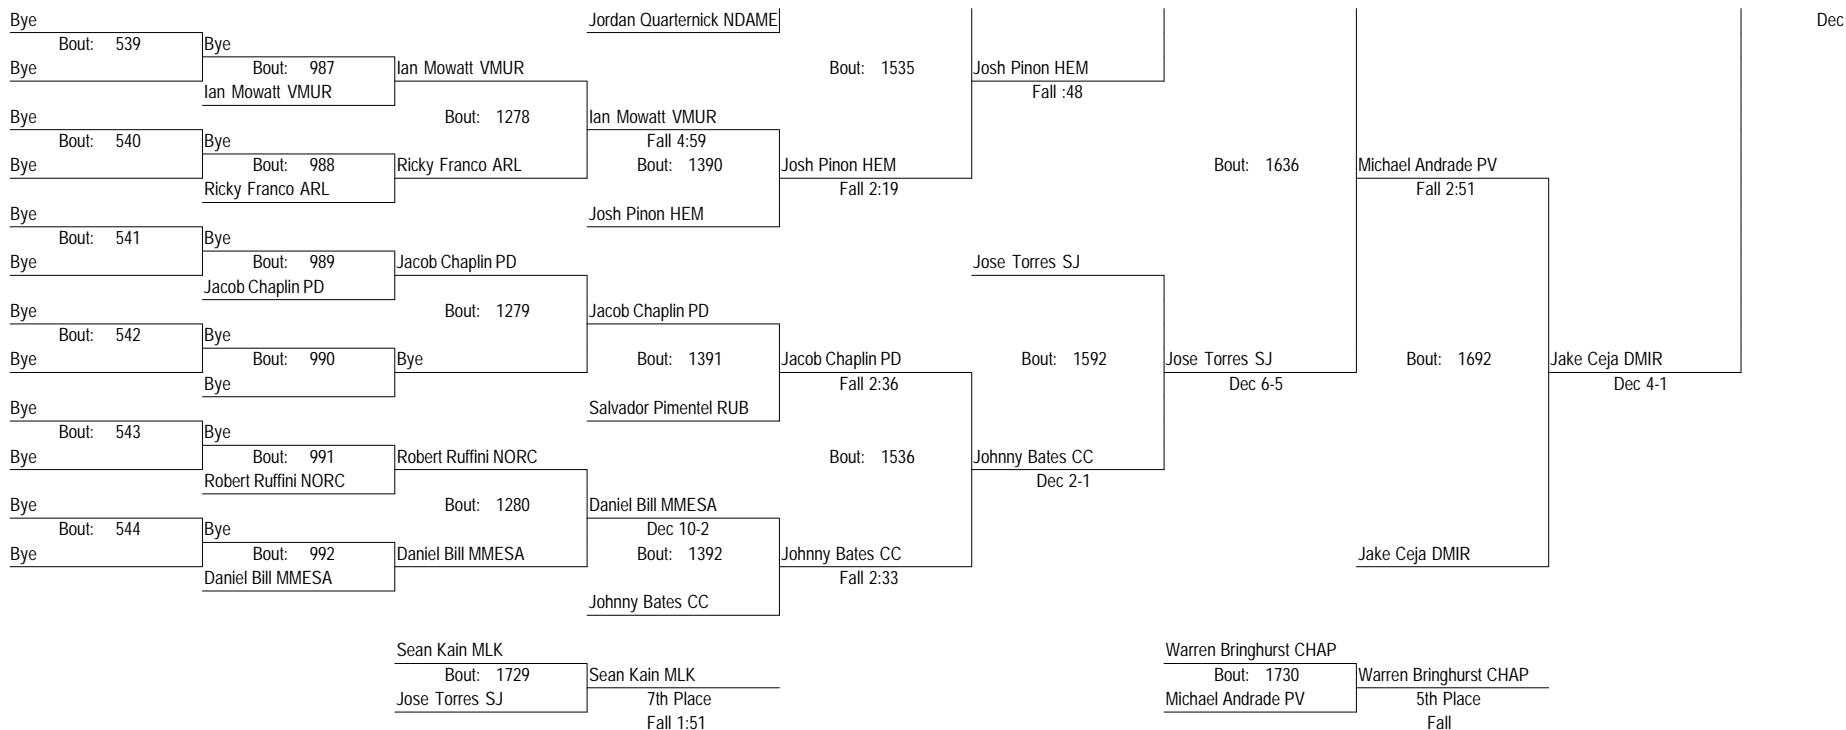 Bye Jordan Quarternick NDAME Dec
Bout: 539 Bye
Bye Bout: 987 Ian Mowatt VMUR Bout: 1535 Josh Pinon HEM
Ian Mowatt VMUR Fall :48
Bye Bout: 1278 Ian Mowatt VMUR
Bout: 540 Bye Fall 4:59
Bye Bout: 988 Ricky Franco ARL Bout: 1390 Josh Pinon HEM Bout: 1636 Michael Andrade PV
Ricky Franco ARL Fall 2:19 Fall 2:51
Bye Josh Pinon HEM
Bout: 541 Bye
Bye Bout: 989 Jacob Chaplin PD Jose Torres SJ
Jacob Chaplin PD
Bye Bout: 1279 Jacob Chaplin PD
Bout: 542 Bye
Bye Bout: 990 Bye Bout: 1391 Jacob Chaplin PD Bout: 1592 Jose Torres SJ Bout: 1692 Jake Ceja DMIR
Bye Fall 2:36 Dec 6-5 Dec 4-1
Bye Salvador Pimentel RUB
Bout: 543 Bye
Bye Bout: 991 Robert Ruffini NORC Bout: 1536 Johnny Bates CC
Robert Ruffini NORC Dec 2-1
Bye Bout: 1280 Daniel Bill MMESA
Bout: 544 Bye Dec 10-2
Bye Bout: 992 Daniel Bill MMESA Bout: 1392 Johnny Bates CC Jake Ceja DMIR
Daniel Bill MMESA Fall 2:33
Johnny Bates CC
Sean Kain MLK Warren Bringhurst CHAP
Bout: 1729 Sean Kain MLK Bout: 1730 Warren Bringhurst CHAP
Jose Torres SJ 7th Place Michael Andrade PV 5th Place
Fall 1:51 Fall